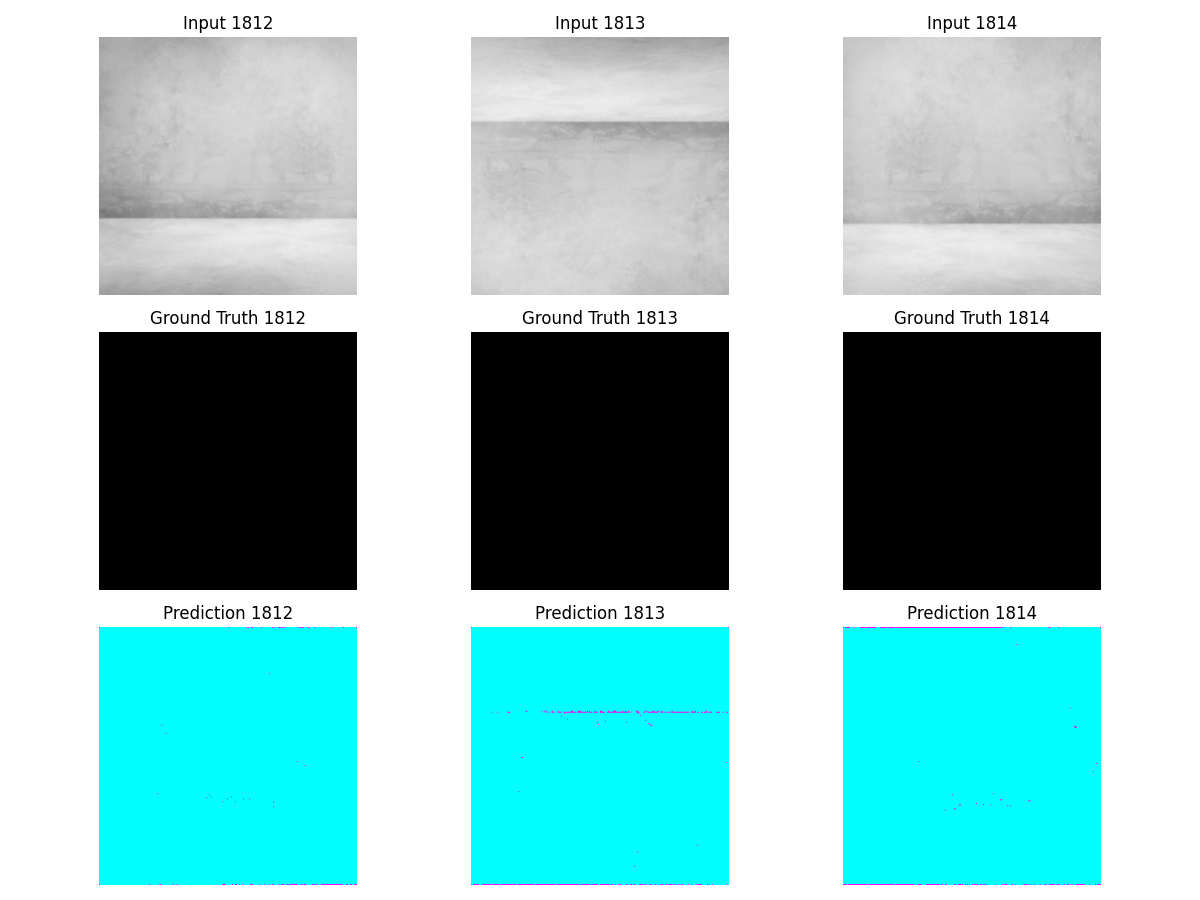 Input 1812
Input 1813
Input 1814
Ground Truth 1812
Ground Truth 1813
Ground Truth 1814
Prediction 1812
Prediction 1813
Prediction 1814